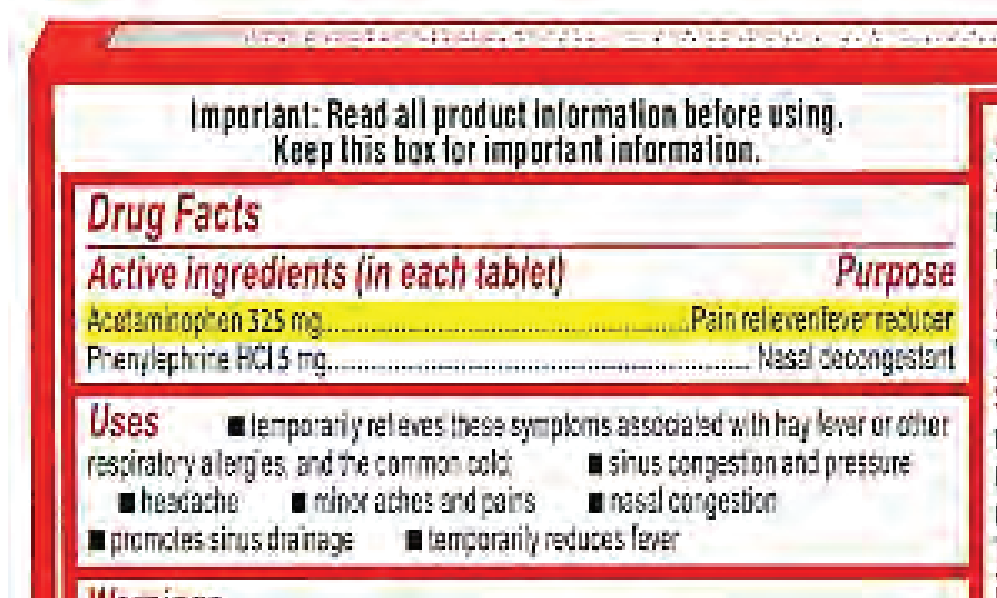 Important: Read all product information before using.
Keep this box for important information.
Drug Facts
Active ingredients (in each tablet) Purpose
Acetaminophen 325 mg..........Pain reliever/fever reducer
Phenylephrine HCl 5 mg..........Nasal decongestant
Uses ■ temporarily relieves these symptoms associated with hay fever or other
respiratory allergies, and the common cold: ■ sinus congestion and pressure
■ headache ■ minor aches and pains ■ nasal congestion
■ promotes sinus drainage ■ temporarily reduces fever
Warnings